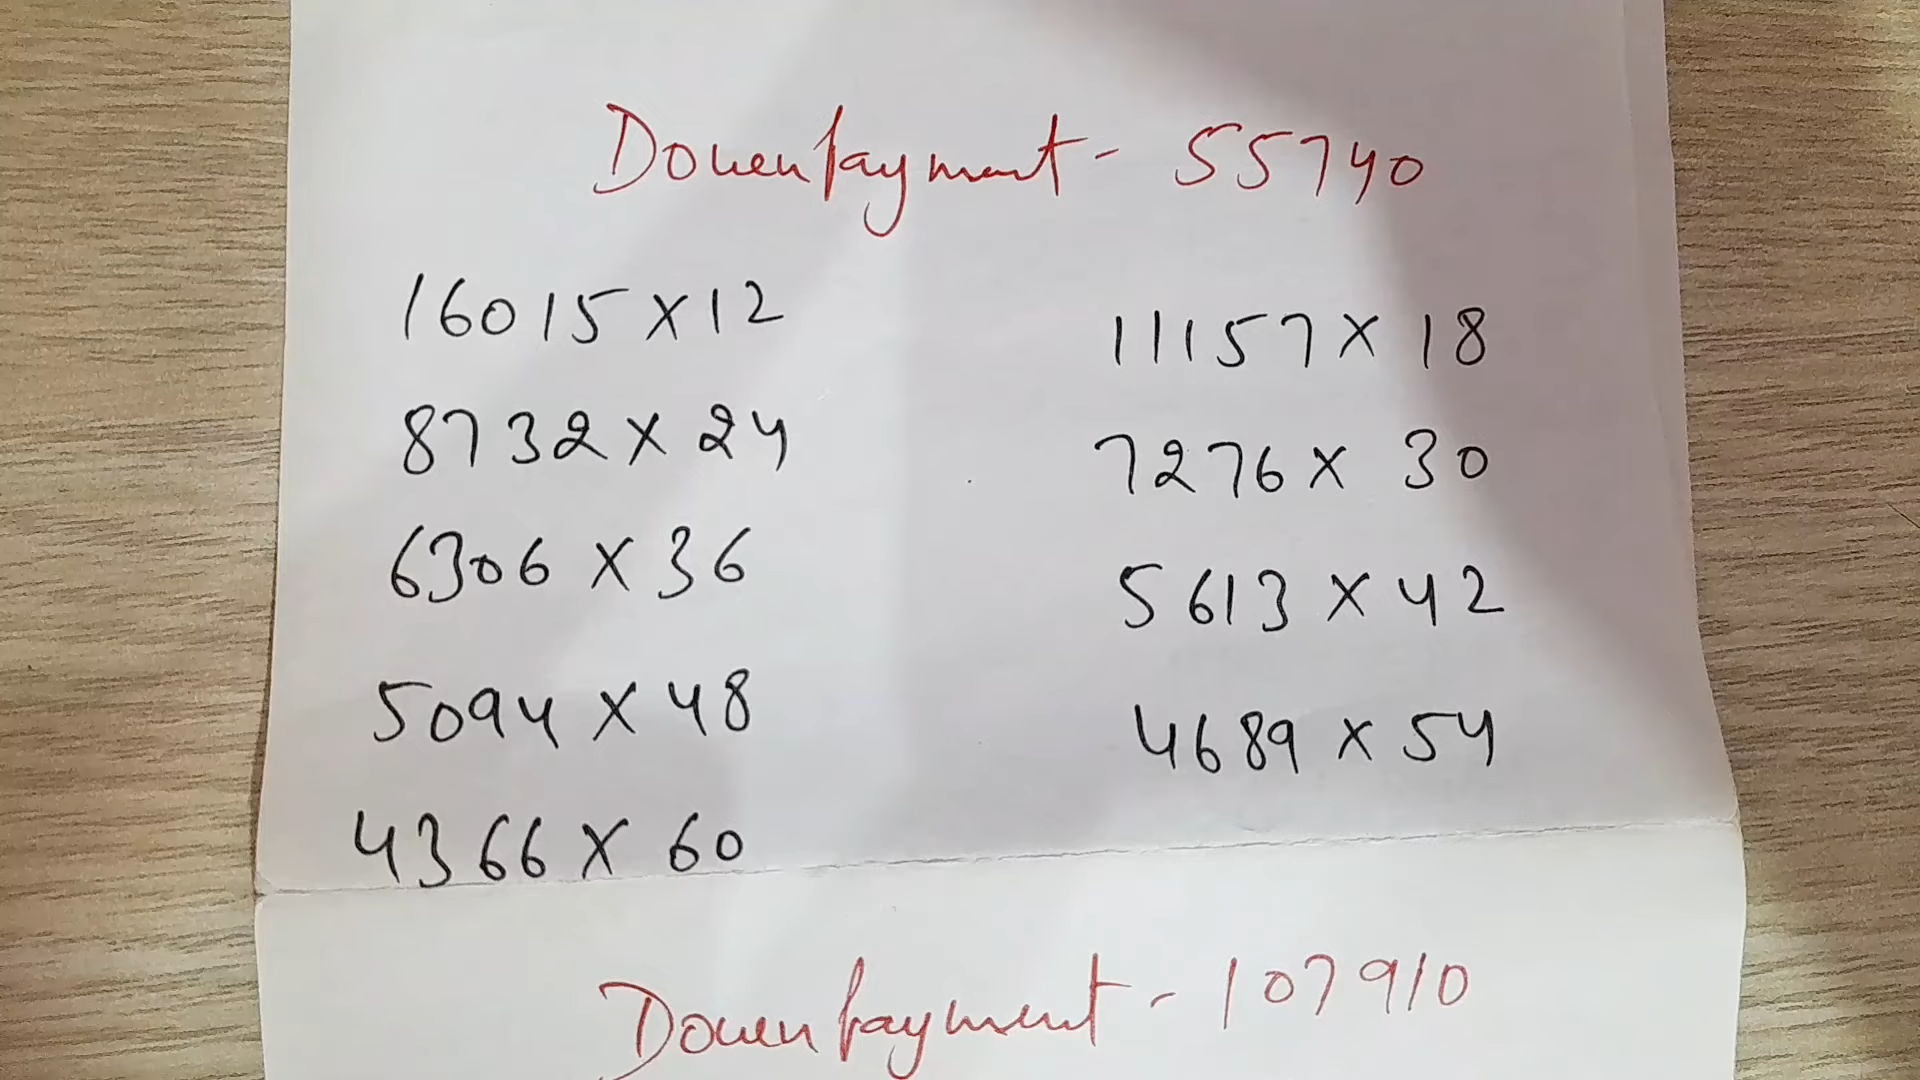 Downpayment - 55740
16015 x 12
11157 x 18
8732 x 24
7276 x 30
6306 x 36
5613 x 42
5094 x 48
4689 x 54
4366 x 60
Downpayment - 107910